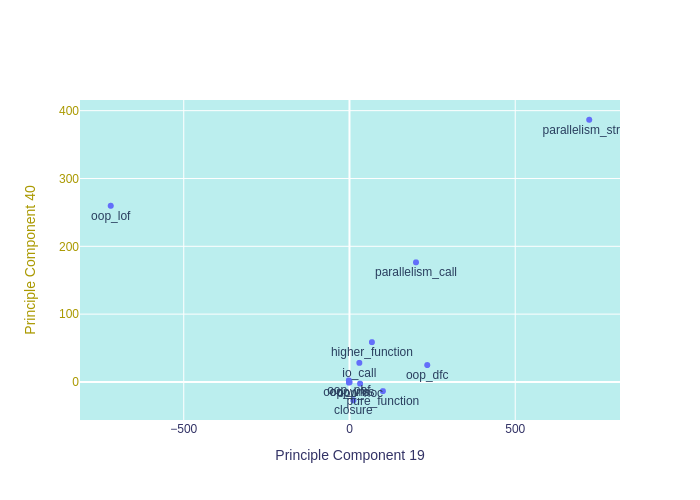 400
300
200
100
0
−500
0
500
Principle Component 40
Principle Component 19
parallelism_str
oop_lof
parallelism_call
higher_function
io_call
oop_dfc
pure_function
closure